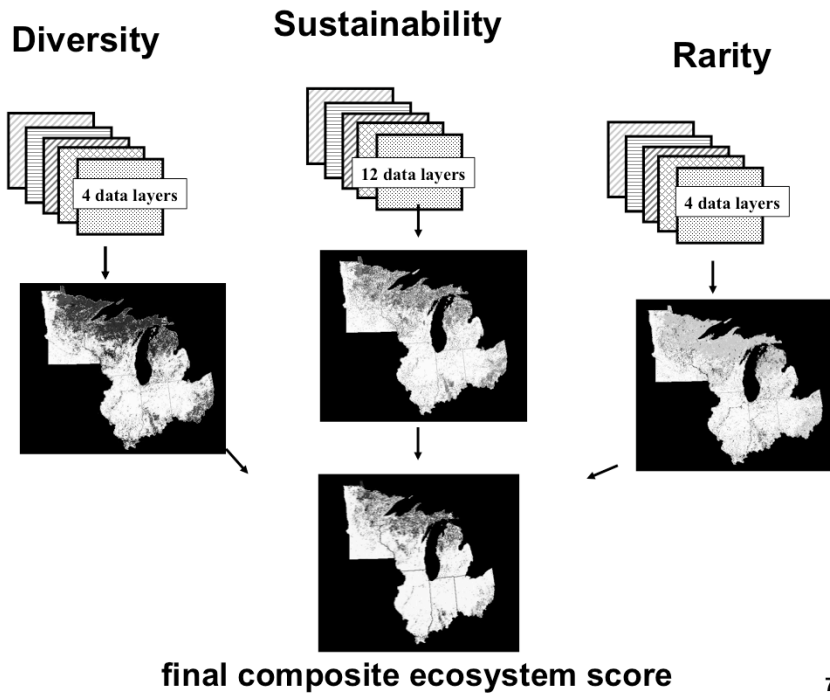 Diversity
Sustainability
Rarity
4 data layers
12 data layers
4 data layers
final composite ecosystem score
7